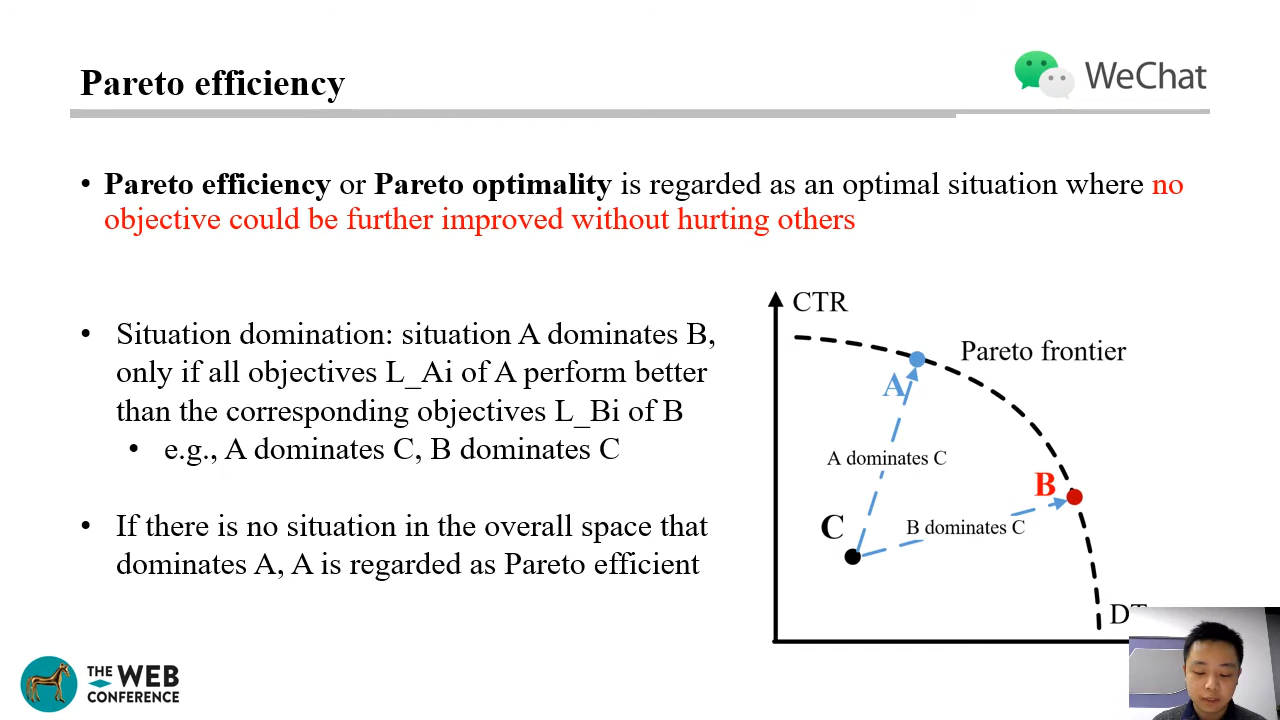 Pareto efficiency
WeChat
• Pareto efficiency or Pareto optimality is regarded as an optimal situation where no
objective could be further improved without hurting others
• Situation domination: situation A dominates B,
only if all objectives L_Ai of A perform better
than the corresponding objectives L_Bi of B
• e.g., A dominates C, B dominates C
• If there is no situation in the overall space that
dominates A, A is regarded as Pareto efficient
CTR
Pareto frontier
A
A dominates C
B
C
B dominates C
THE WEB
CONFERENCE